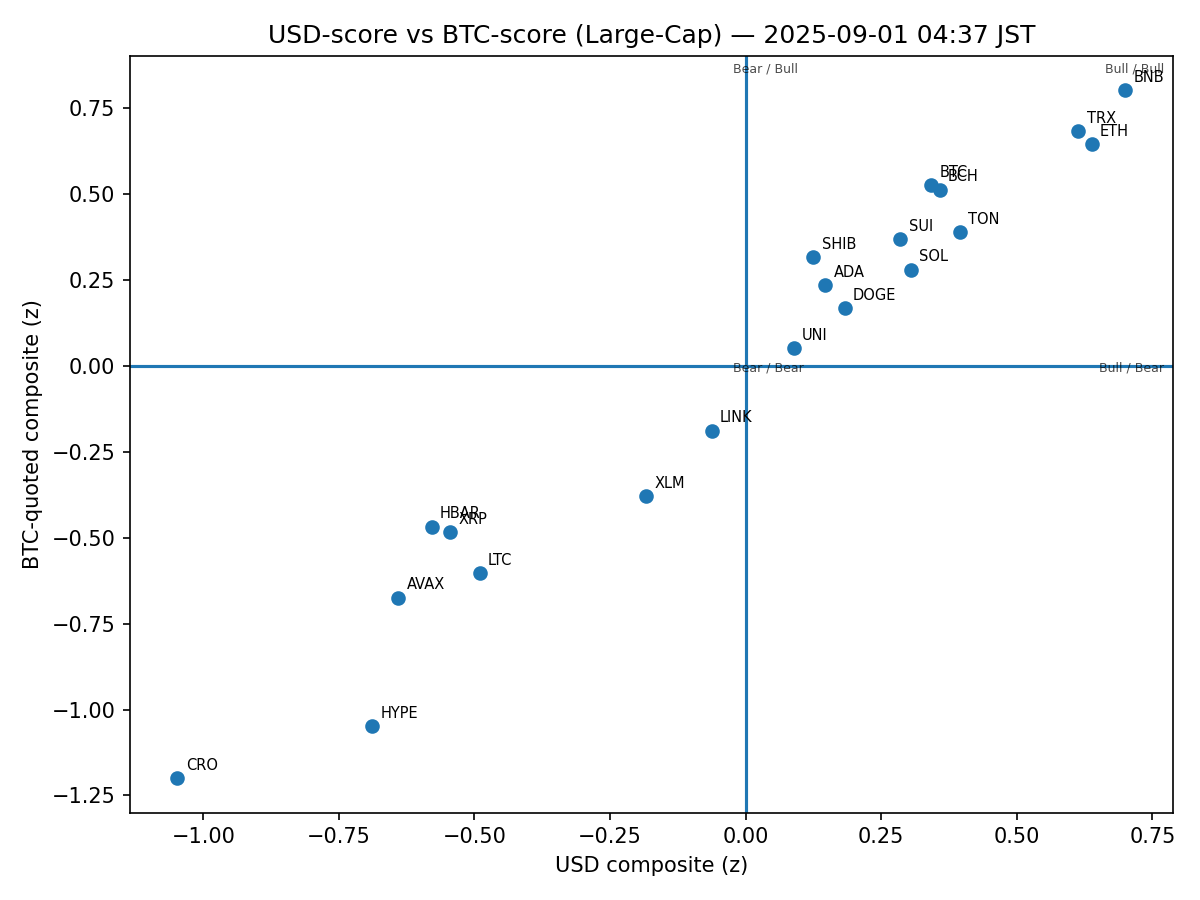 USD-score vs BTC-score (Large-Cap) — 2025-09-01 04:37 JST
Bear / Bull
Bull / Bull
BNB
TRX
ETH
BTC
BCH
TON
SUI
SHIB
SOL
ADA
DOGE
UNI
Bear / Bear
Bull / Bear
LINK
XLM
HBAR
XRP
LTC
AVAX
HYPE
CRO
BTC-quoted composite (z)
0.75
0.50
0.25
0.00
−0.25
−0.50
−0.75
−1.00
−1.25
−1.00
−0.75
−0.50
−0.25
0.00
0.25
0.50
0.75
USD composite (z)